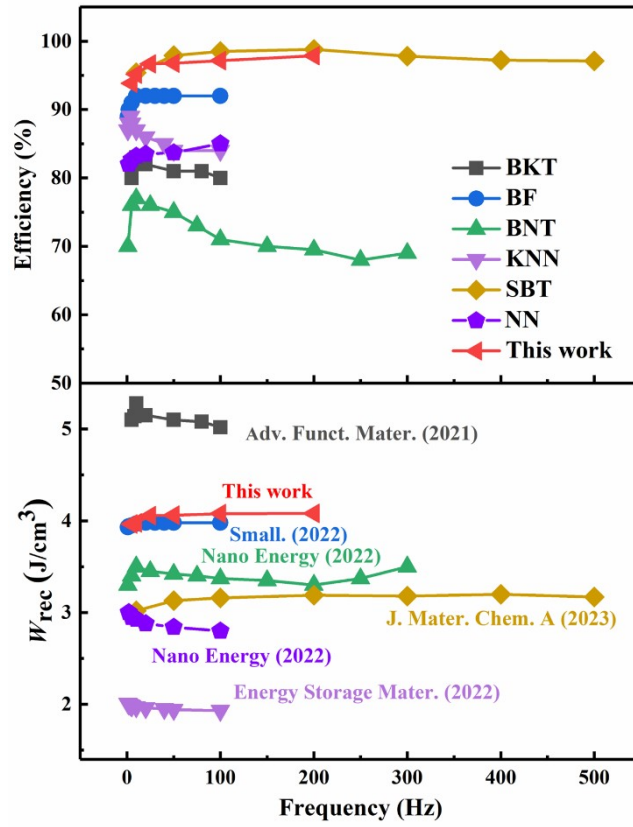 100
90
80
70
60
50
Efficiency (%)
BKT
BF
BNT
KNN
SBT
NN
This work
5
4
3
2
Wrec (J/cm³)
Adv. Funct. Mater. (2021)
This work
Small. (2022)
Nano Energy (2022)
J. Mater. Chem. A (2023)
Nano Energy (2022)
Energy Storage Mater. (2022)
0 100 200 300 400 500
Frequency (Hz)